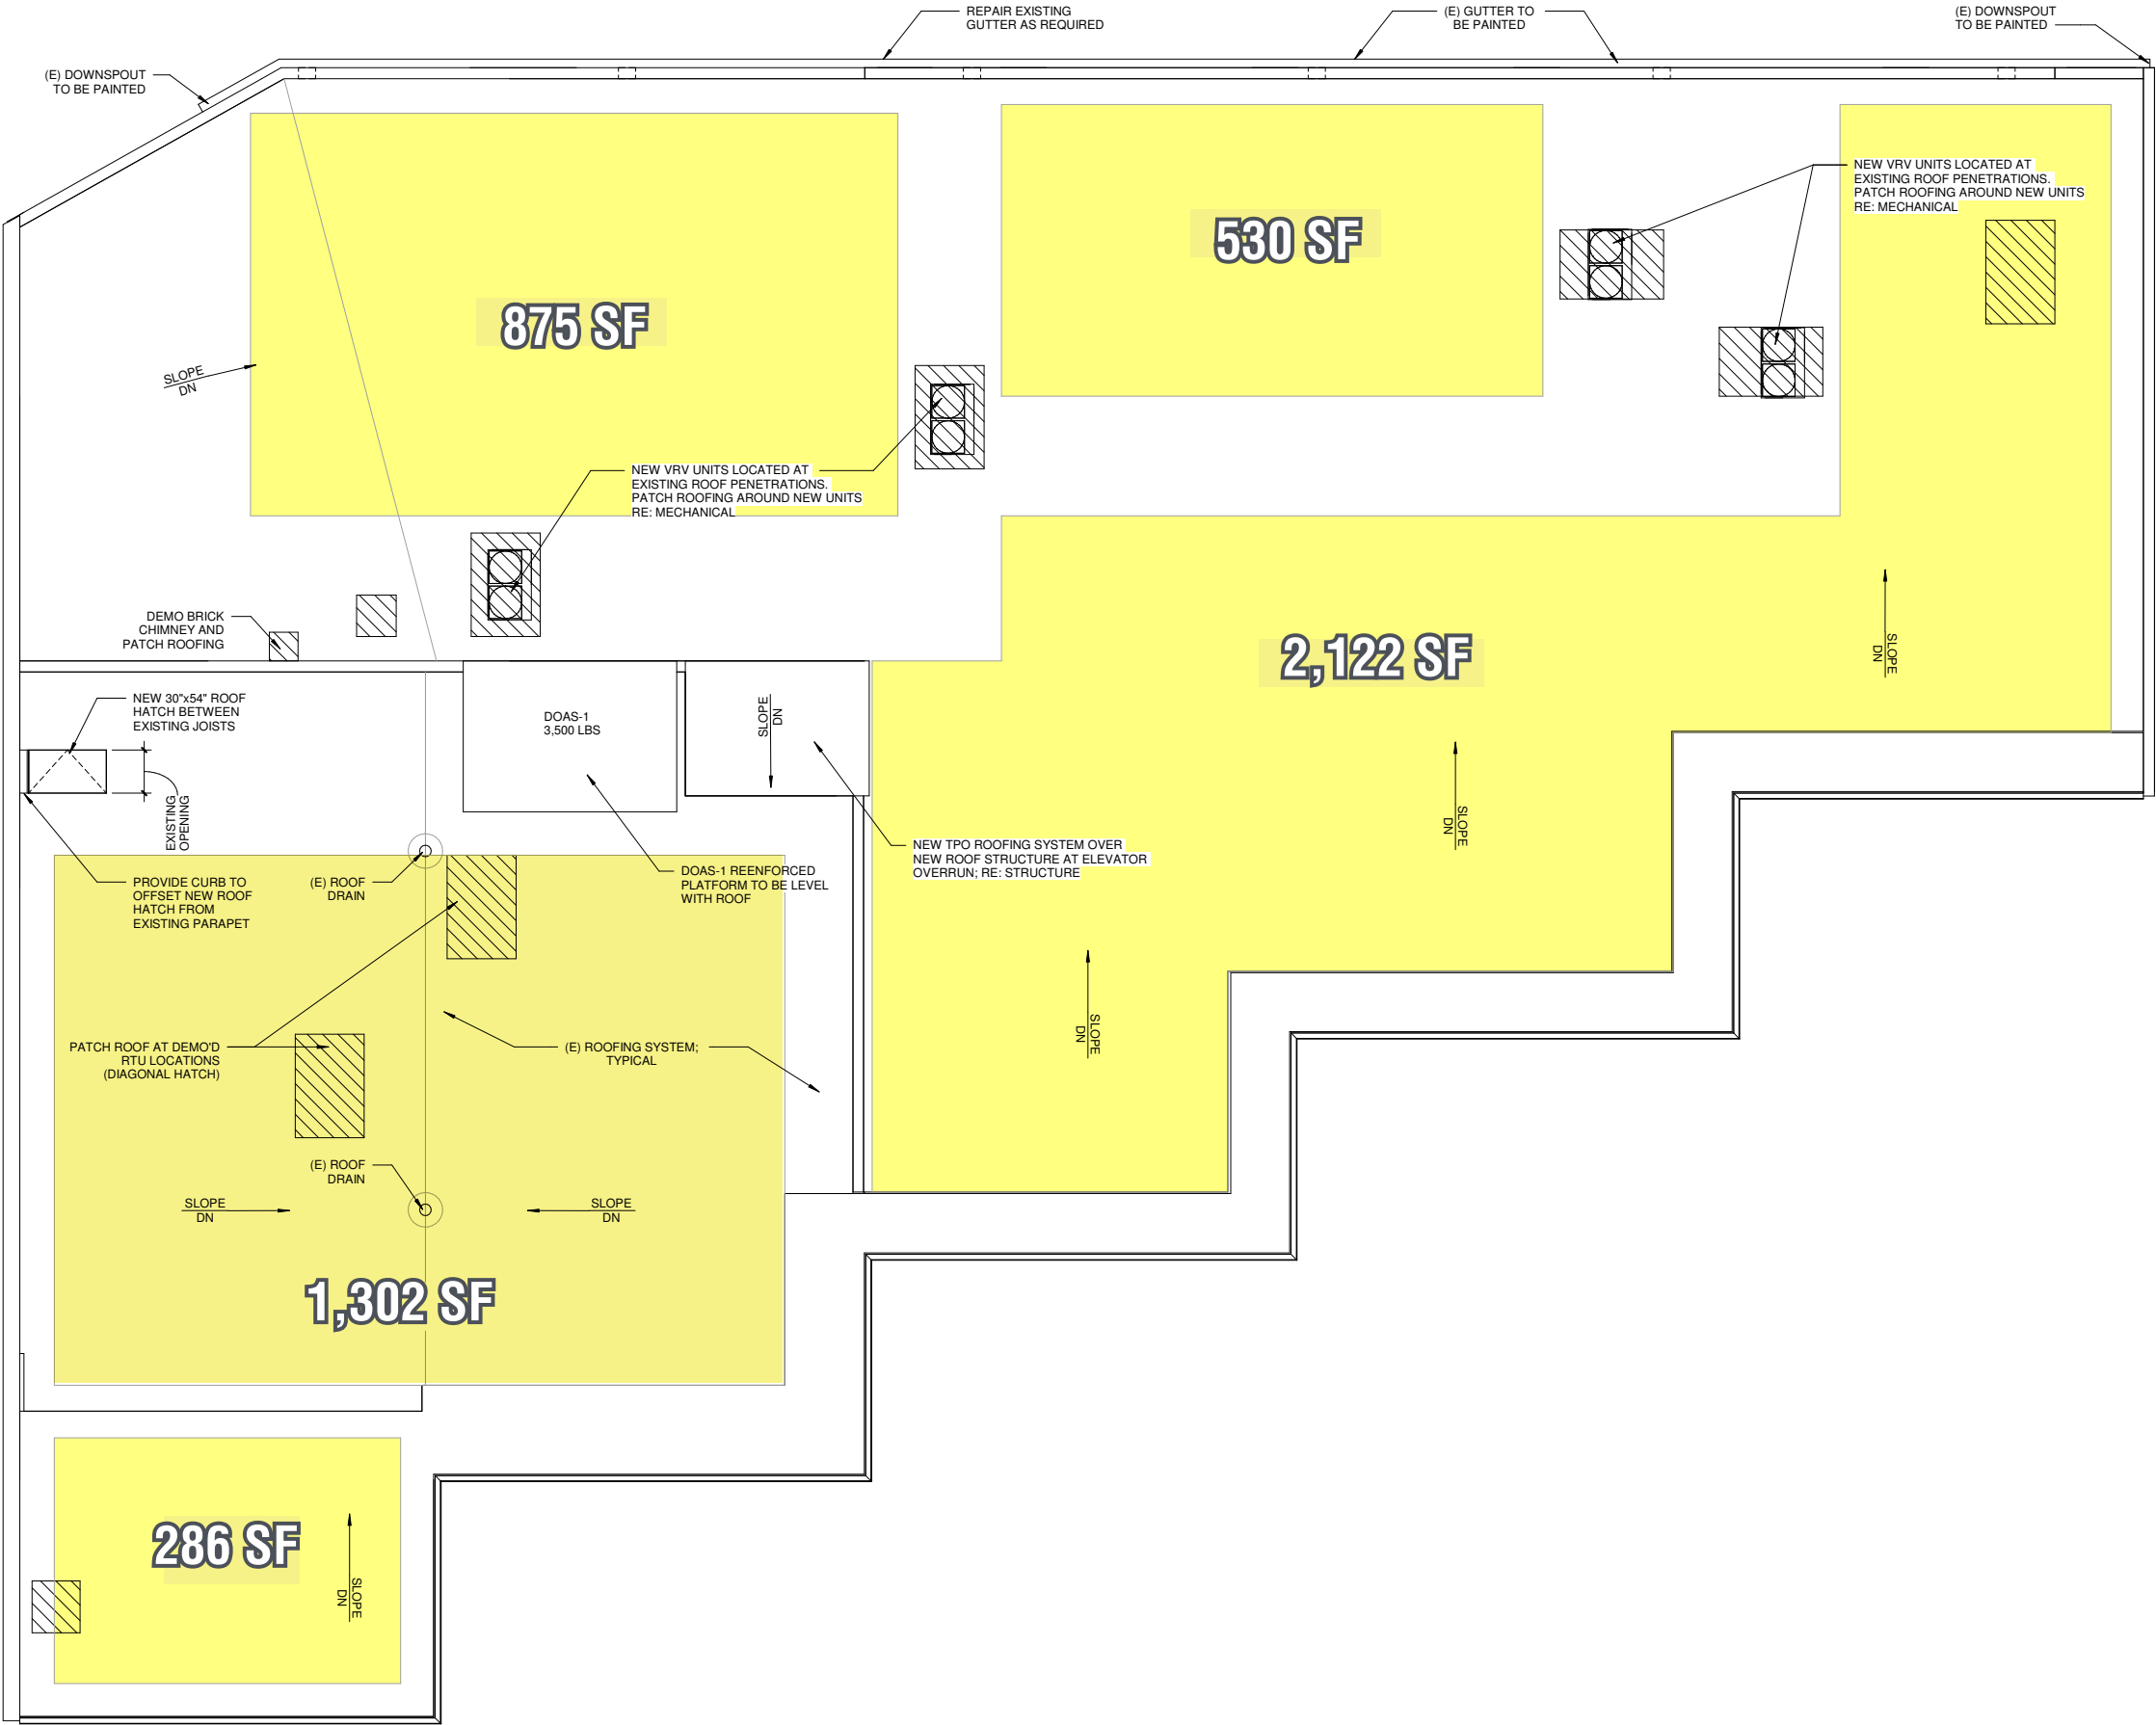 REPAIR EXISTING
GUTTER AS REQUIRED
(E) GUTTER TO
BE PAINTED
(E) DOWNSPOUT
TO BE PAINTED
(E) DOWNSPOUT
TO BE PAINTED
NEW VRV UNITS LOCATED AT
EXISTING ROOF PENETRATIONS.
PATCH ROOFING AROUND NEW UNITS
RE: MECHANICAL
530 SF
875 SF
SLOPE
DN
NEW VRV UNITS LOCATED AT
EXISTING ROOF PENETRATIONS.
PATCH ROOFING AROUND NEW UNITS
RE: MECHANICAL
DEMO BRICK
CHIMNEY AND
PATCH ROOFING
2,122 SF
SLOPE
DN
NEW 30"x54" ROOF
HATCH BETWEEN
EXISTING JOISTS
DOAS-1
3,500 LBS
SLOPE
DN
EXISTING
OPENING
SLOPE
DN
NEW TPO ROOFING SYSTEM OVER
NEW ROOF STRUCTURE AT ELEVATOR
OVERRUN; RE: STRUCTURE
PROVIDE CURB TO
OFFSET NEW ROOF
HATCH FROM
EXISTING PARAPET
(E) ROOF
DRAIN
DOAS-1 REENFORCED
PLATFORM TO BE LEVEL
WITH ROOF
SLOPE
DN
PATCH ROOF AT DEMO'D
RTU LOCATIONS
(DIAGONAL HATCH)
(E) ROOFING SYSTEM;
TYPICAL
(E) ROOF
DRAIN
SLOPE
DN
SLOPE
DN
1,302 SF
286 SF
SLOPE
DN